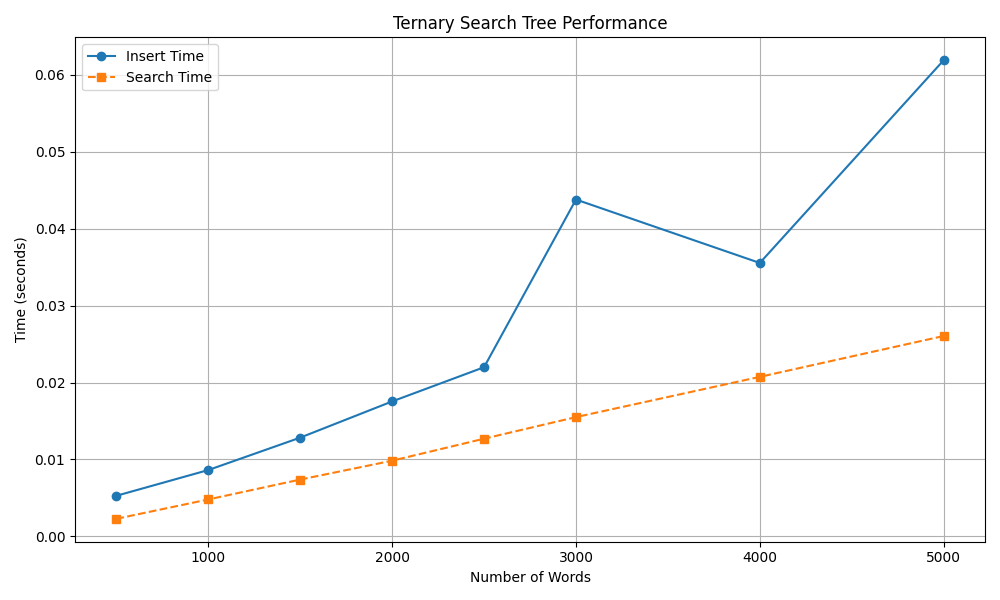 Ternary Search Tree Performance
Insert Time
Search Time
Time (seconds)
0.06
0.05
0.04
0.03
0.02
0.01
0.00
1000 2000 3000 4000 5000
Number of Words